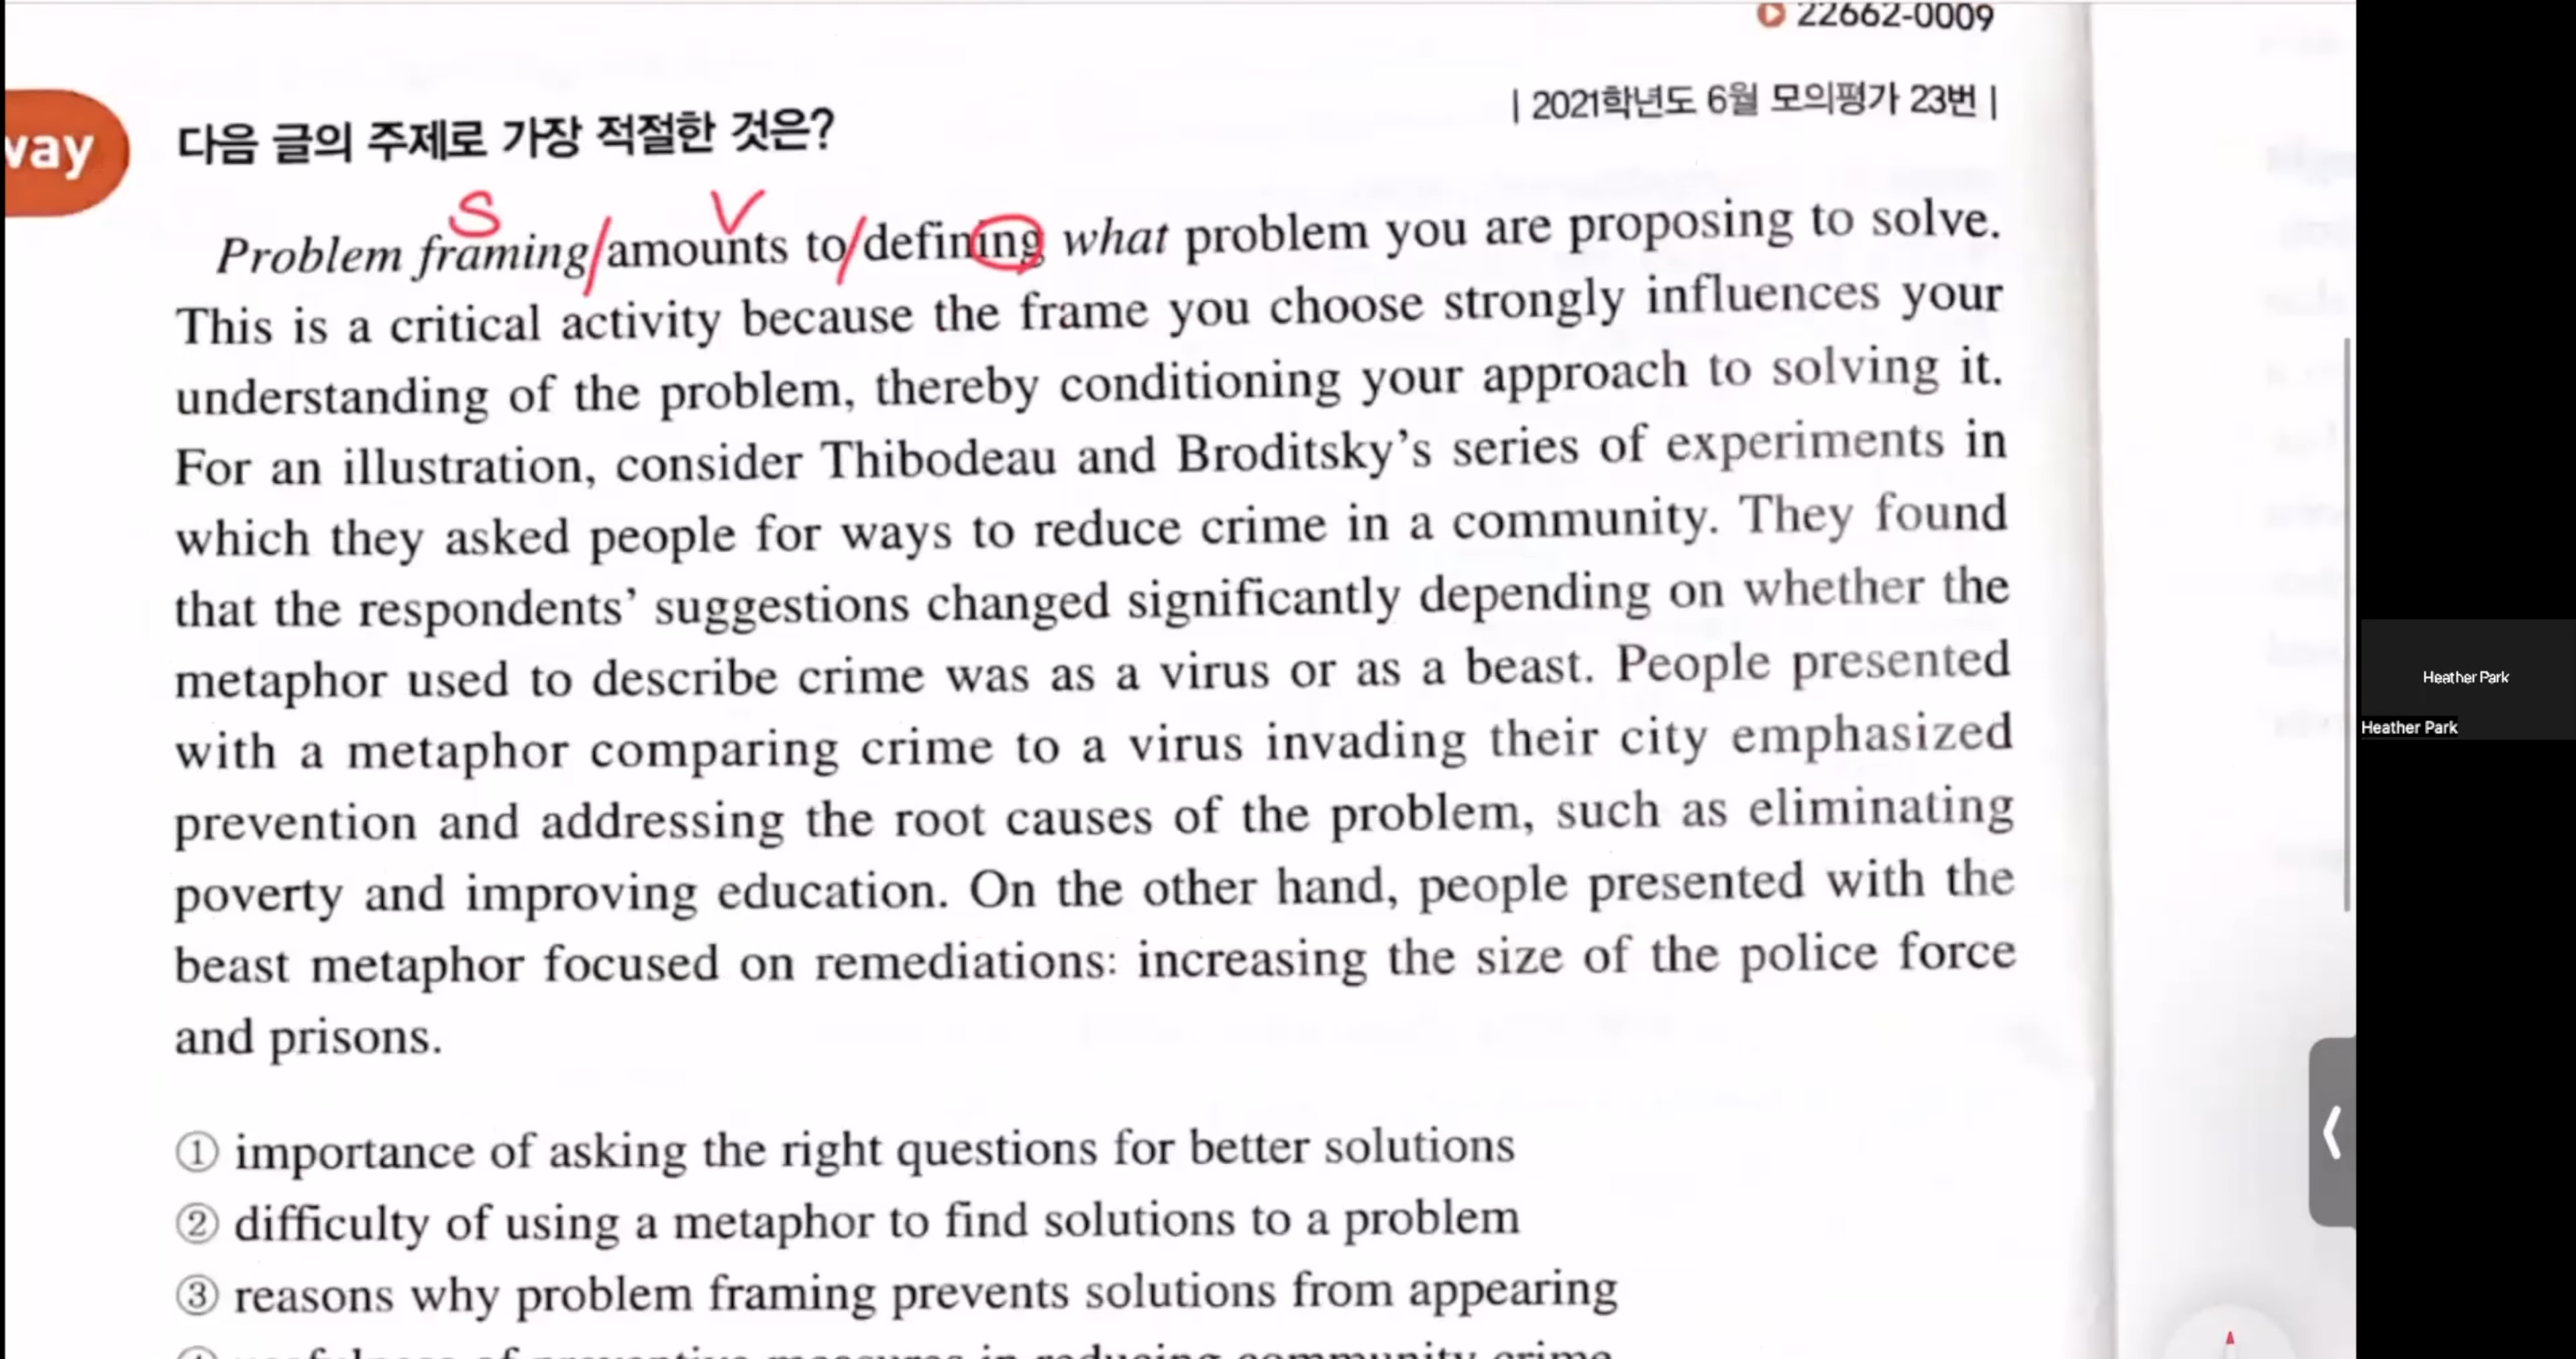 22662-0009
| 2021학년도 6월 모의평가 23번 |
way
다음 글의 주제로 가장 적절한 것은?
S V
Problem framing/amounts to/defining what problem you are proposing to solve.
This is a critical activity because the frame you choose strongly influences your
understanding of the problem, thereby conditioning your approach to solving it.
For an illustration, consider Thibodeau and Broditsky’s series of experiments in
which they asked people for ways to reduce crime in a community. They found
that the respondents’ suggestions changed significantly depending on whether the
metaphor used to describe crime was as a virus or as a beast. People presented
with a metaphor comparing crime to a virus invading their city emphasized
prevention and addressing the root causes of the problem, such as eliminating
poverty and improving education. On the other hand, people presented with the
beast metaphor focused on remediations: increasing the size of the police force
and prisons.
① importance of asking the right questions for better solutions
② difficulty of using a metaphor to find solutions to a problem
③ reasons why problem framing prevents solutions from appearing
④ usefulness of preventive measures in reducing community crime
Heather Park
Heather Park